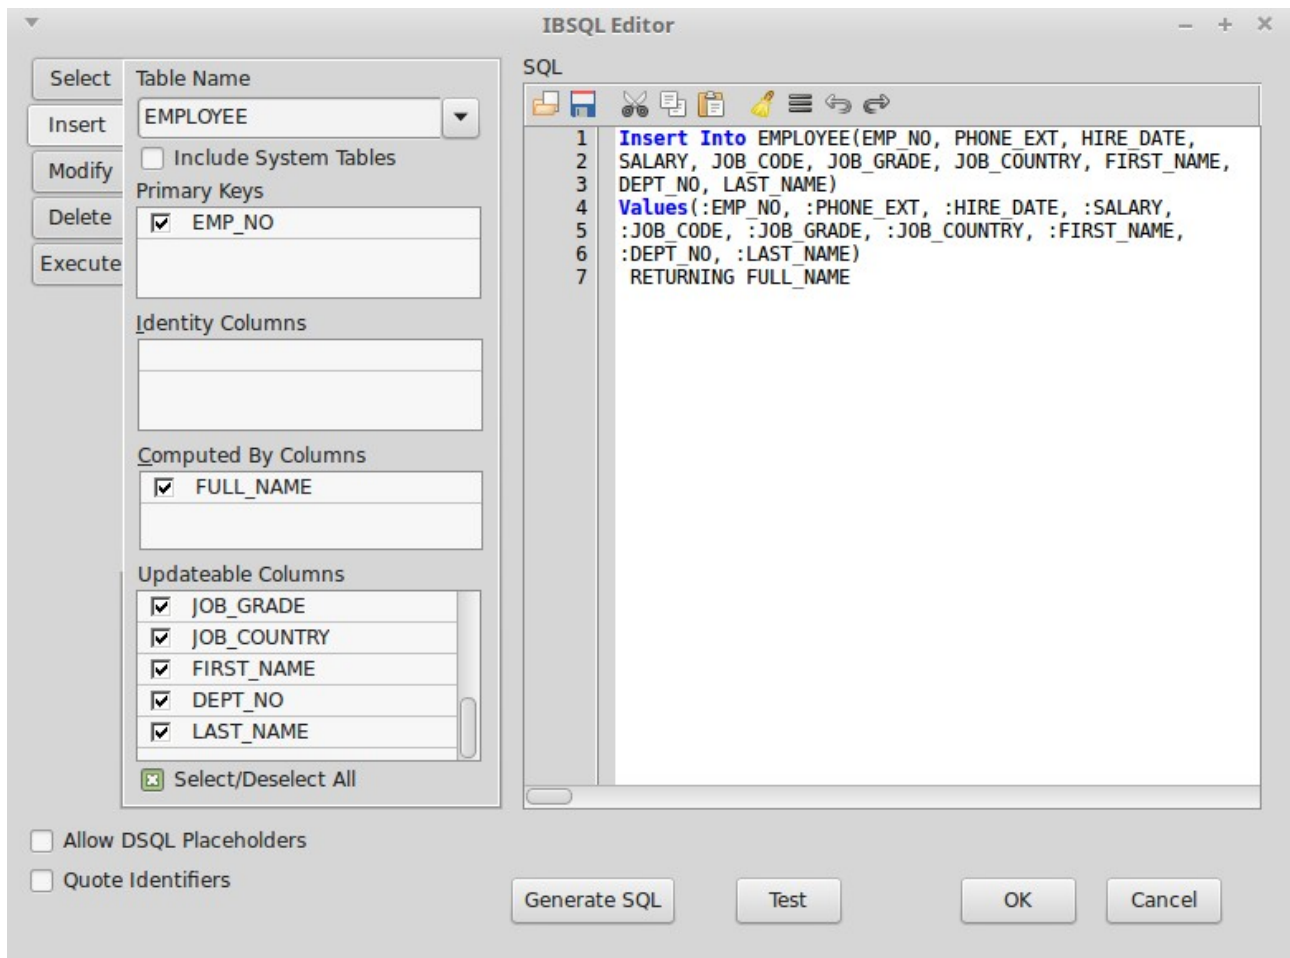 IBSQL Editor
Select
Insert
Modify
Delete
Execute
Table Name
EMPLOYEE
Include System Tables
Primary Keys
EMP_NO
Identity Columns
Computed By Columns
FULL_NAME
Updateable Columns
JOB_GRADE
JOB_COUNTRY
FIRST_NAME
DEPT_NO
LAST_NAME
Select/Deselect All
SQL
1 Insert Into EMPLOYEE(EMP_NO, PHONE_EXT, HIRE_DATE,
2 SALARY, JOB_CODE, JOB_GRADE, JOB_COUNTRY, FIRST_NAME,
3 DEPT_NO, LAST_NAME)
4 Values(:EMP_NO, :PHONE_EXT, :HIRE_DATE, :SALARY,
5 :JOB_CODE, :JOB_GRADE, :JOB_COUNTRY, :FIRST_NAME,
6 :DEPT_NO, :LAST_NAME)
7 RETURNING FULL_NAME
Allow DSQL Placeholders
Quote Identifiers
Generate SQL
Test
OK
Cancel